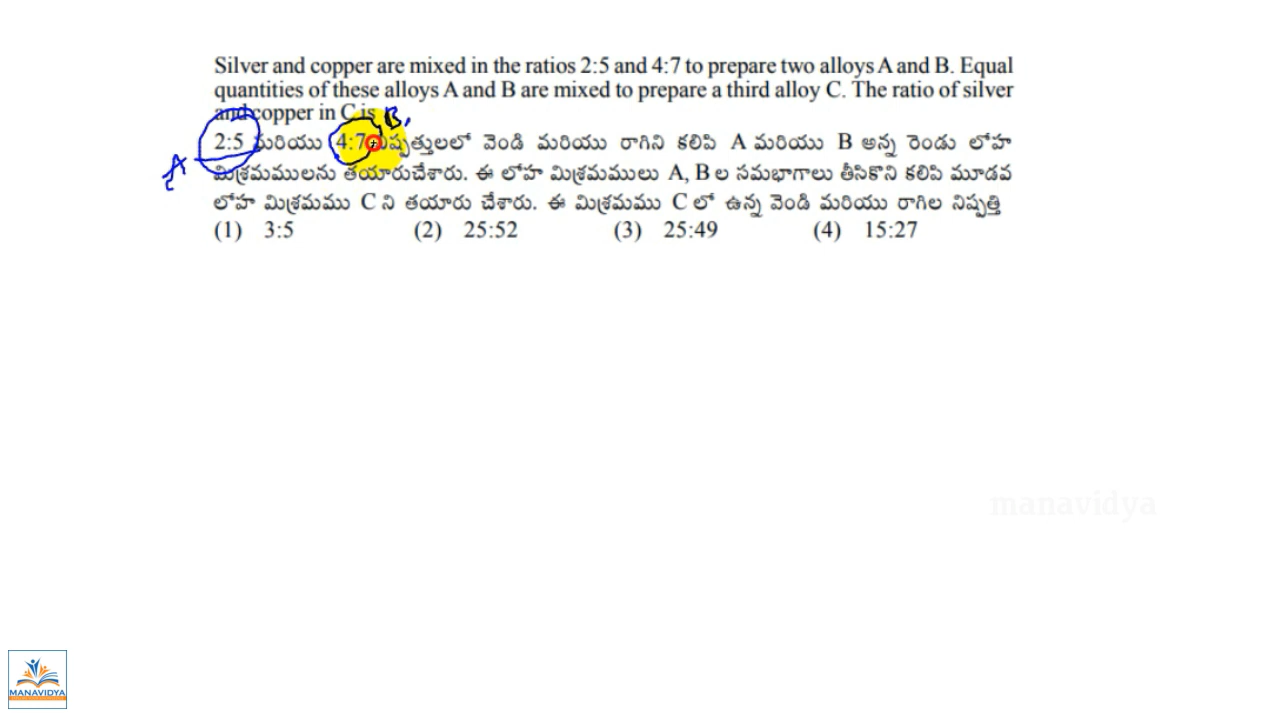 Silver and copper are mixed in the ratios 2:5 and 4:7 to prepare two alloys A and B. Equal
quantities of these alloys A and B are mixed to prepare a third alloy C. The ratio of silver
and copper in C is
B
2:5 మరియు 4:7 నిష్పత్తులలో వెండి మరియు రాగిని కలిపి A మరియు B అన్న రెండు లోహ
A
మిశ్రమములను తయారుచేశారు. ఈ లోహ మిశ్రమములు A, B ల సమభాగాలు తీసికొని కలిపి మూడవ
లోహ మిశ్రమము C ని తయారు చేశారు. ఈ మిశ్రమము C లో ఉన్న వెండి మరియు రాగిల నిష్పత్తి
(1) 3:5 (2) 25:52 (3) 25:49 (4) 15:27
manavidya
MANAVIDYA